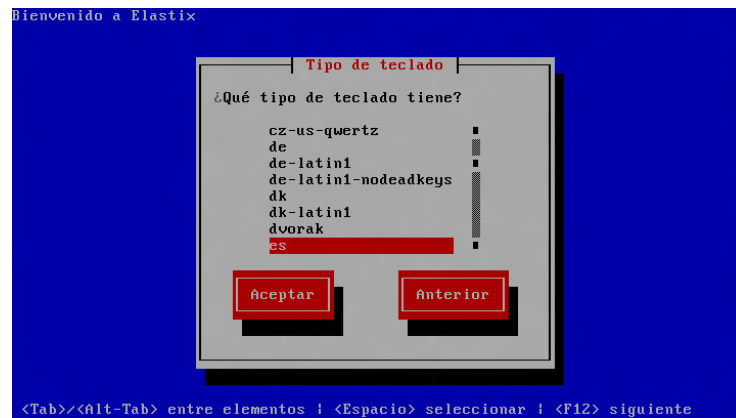 Bienvenido a Elastix
Tipo de teclado
¿Qué tipo de teclado tiene?
cz-us-qwertz
de
de-latin1
de-latin1-nodeadkeys
dk
dk-latin1
dvorak
es
Aceptar
Anterior
<Tab>/<Alt-Tab> entre elementos ¦ <Espacio> seleccionar ¦ <F12> siguiente